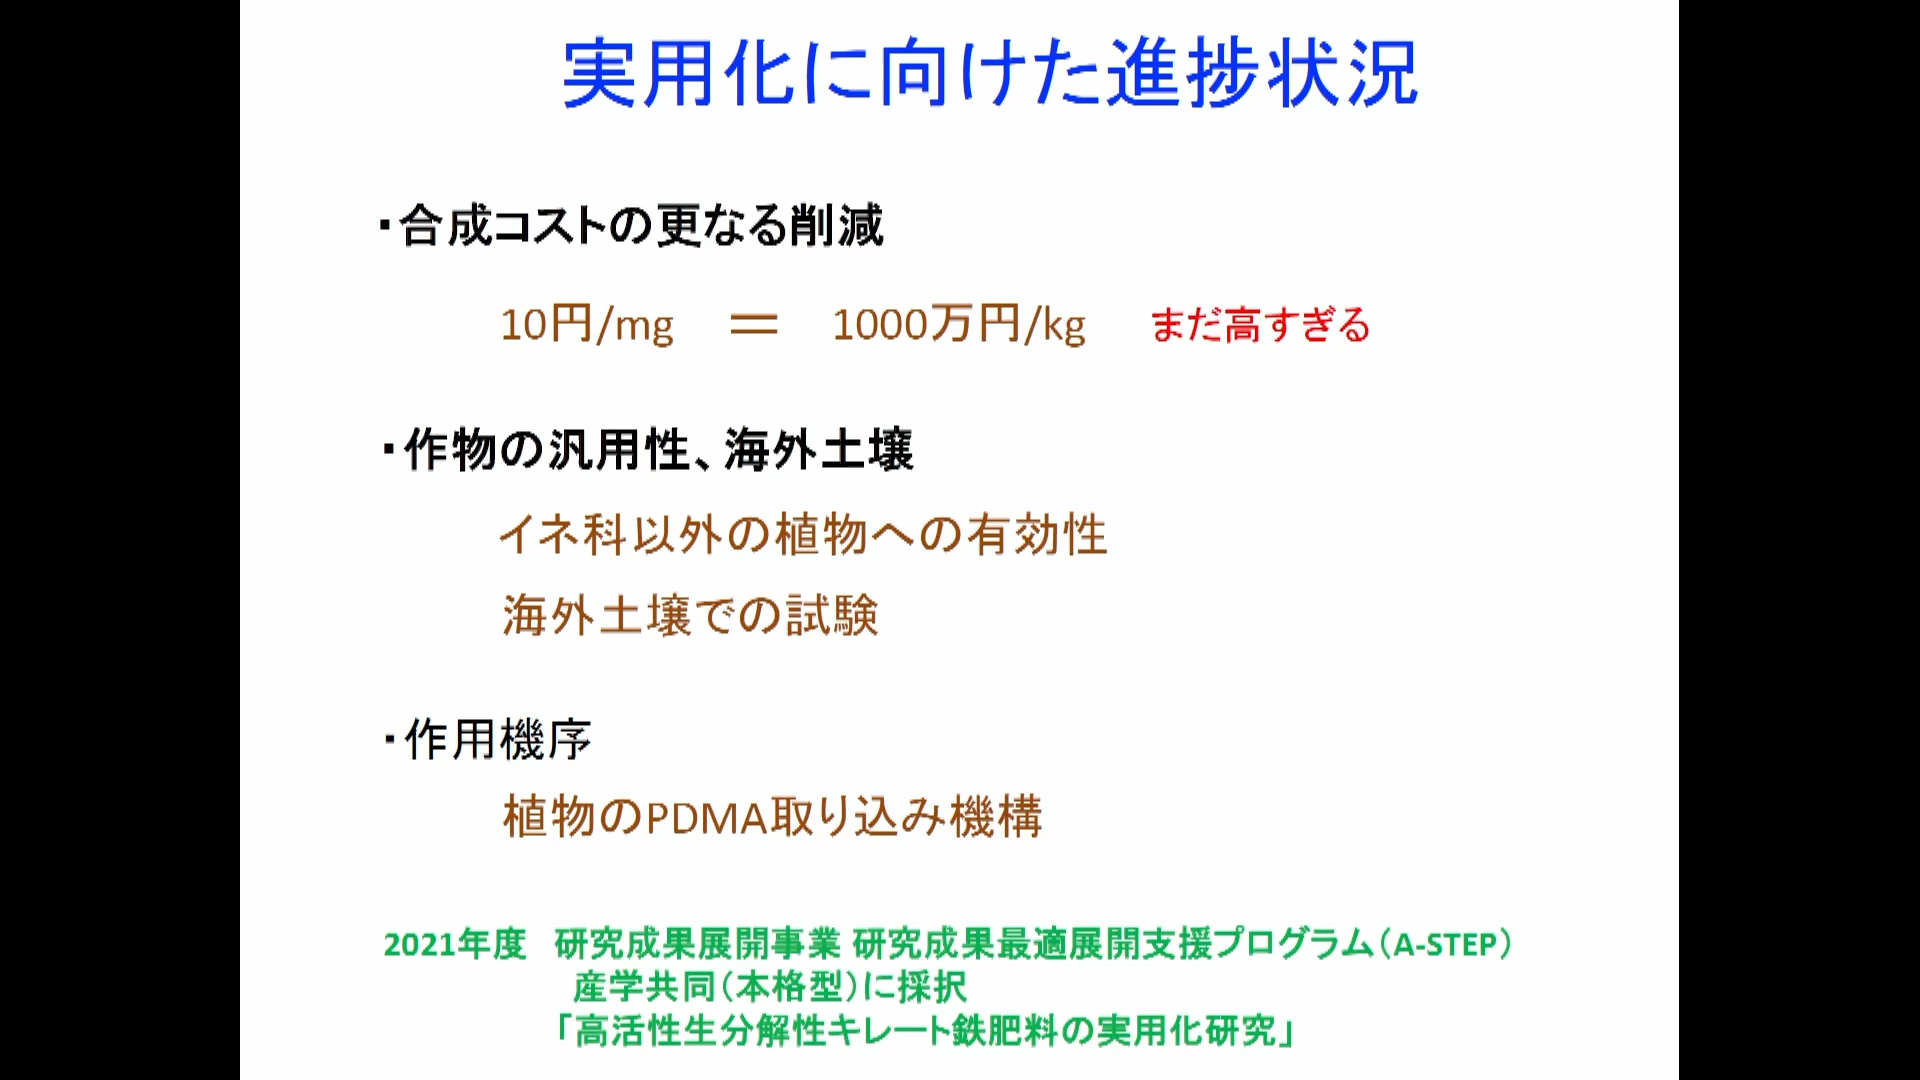 実用化に向けた進捗状況
・合成コストの更なる削減
10円/mg ＝ 1000万円/kg まだ高すぎる
・作物の汎用性、海外土壌
イネ科以外の植物への有効性
海外土壌での試験
・作用機序
植物のPDMA取り込み機構
2021年度 研究成果展開事業 研究成果最適展開支援プログラム（A-STEP）
産学共同（本格型）に採択
「高活性生分解性キレート鉄肥料の実用化研究」